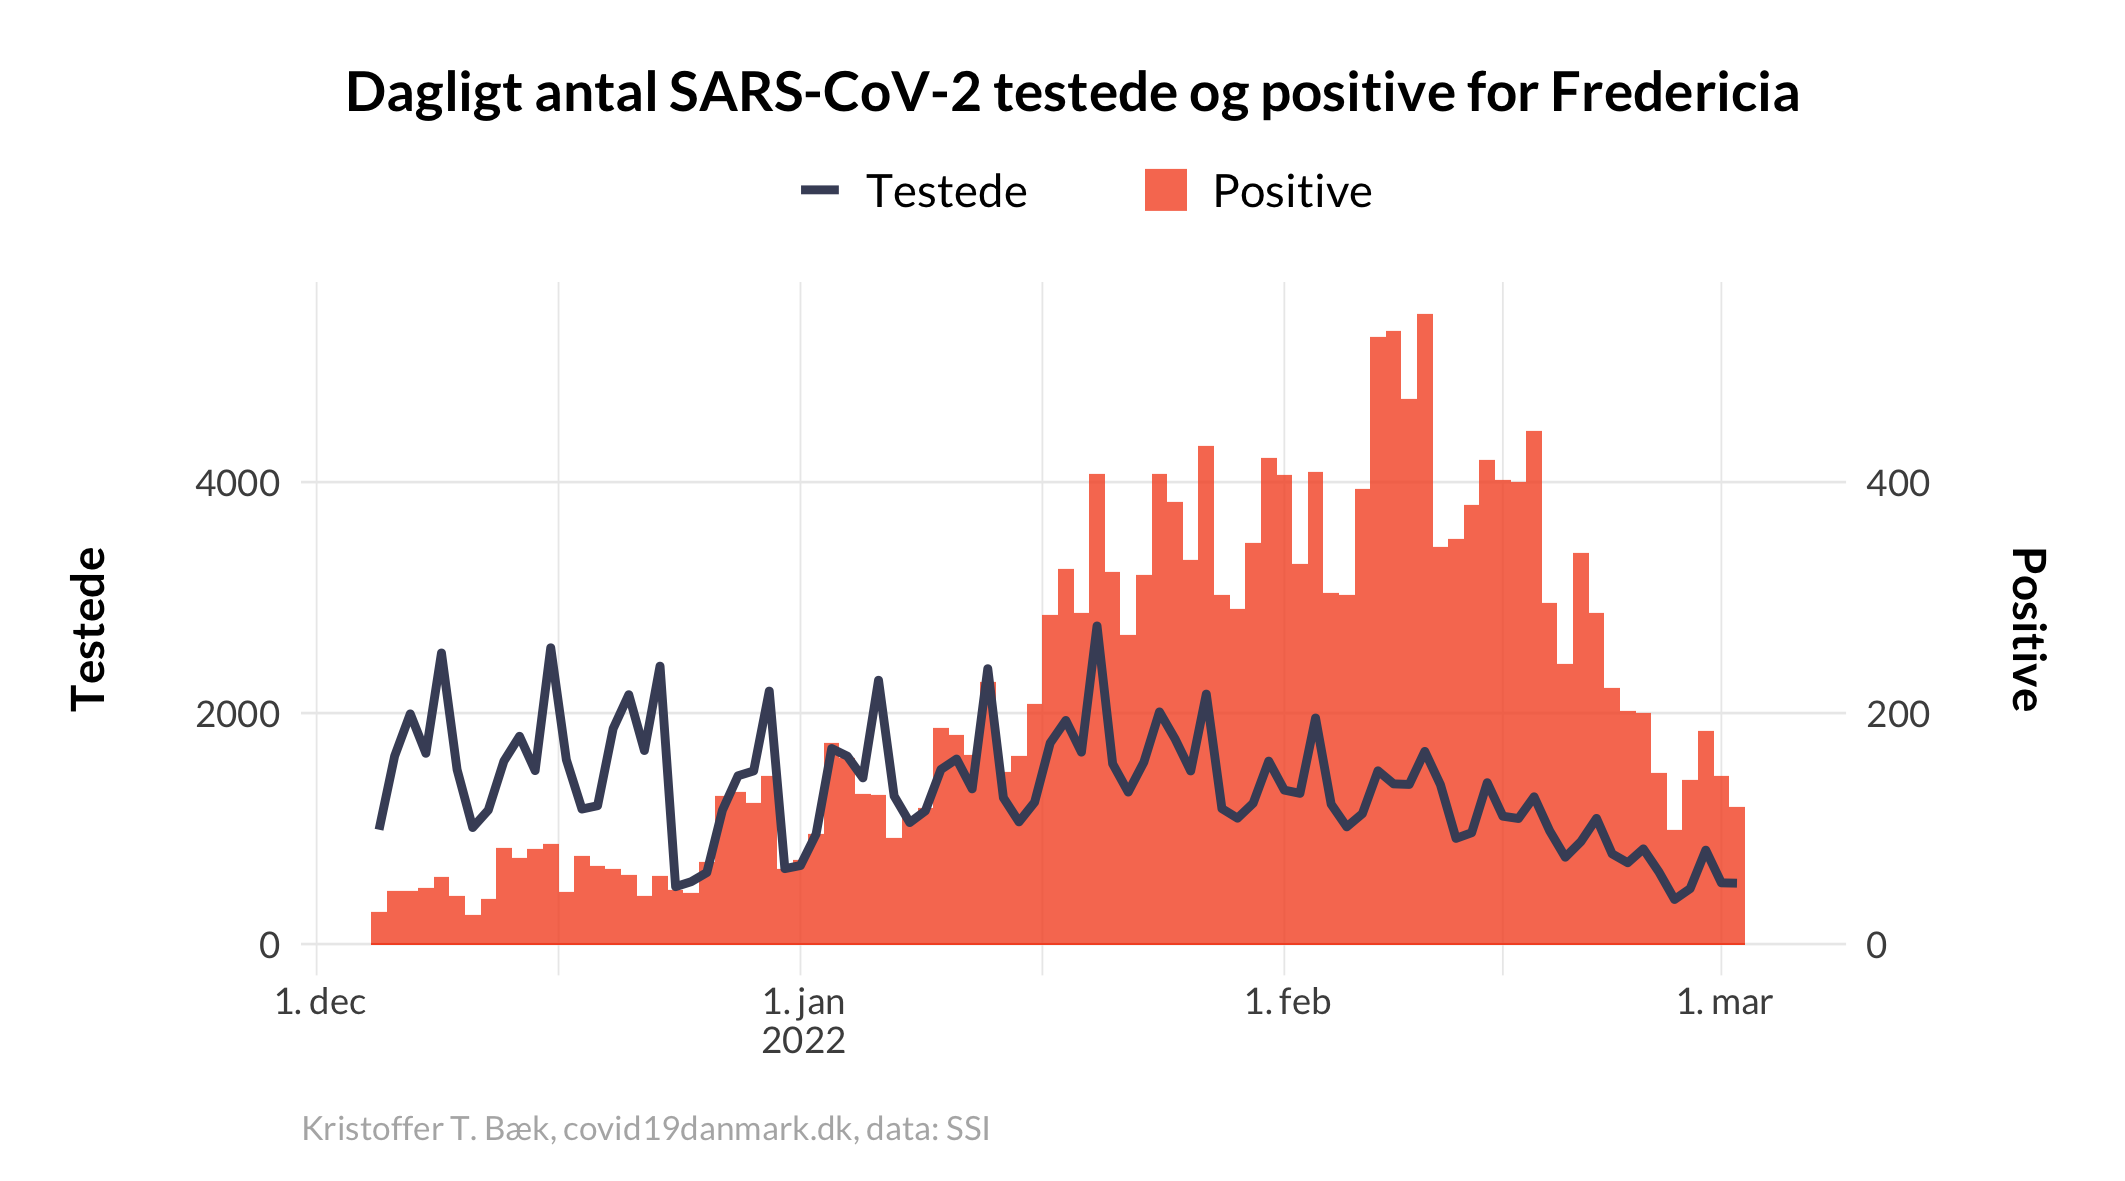 Dagligt antal SARS-CoV-2 testede og positive for Fredericia
Testede
Positive
Testede
4000
2000
0
400
200
0
Positive
1. dec
1. jan
2022
1. feb
1. mar
Kristoffer T. Bæk, covid19danmark.dk, data: SSI